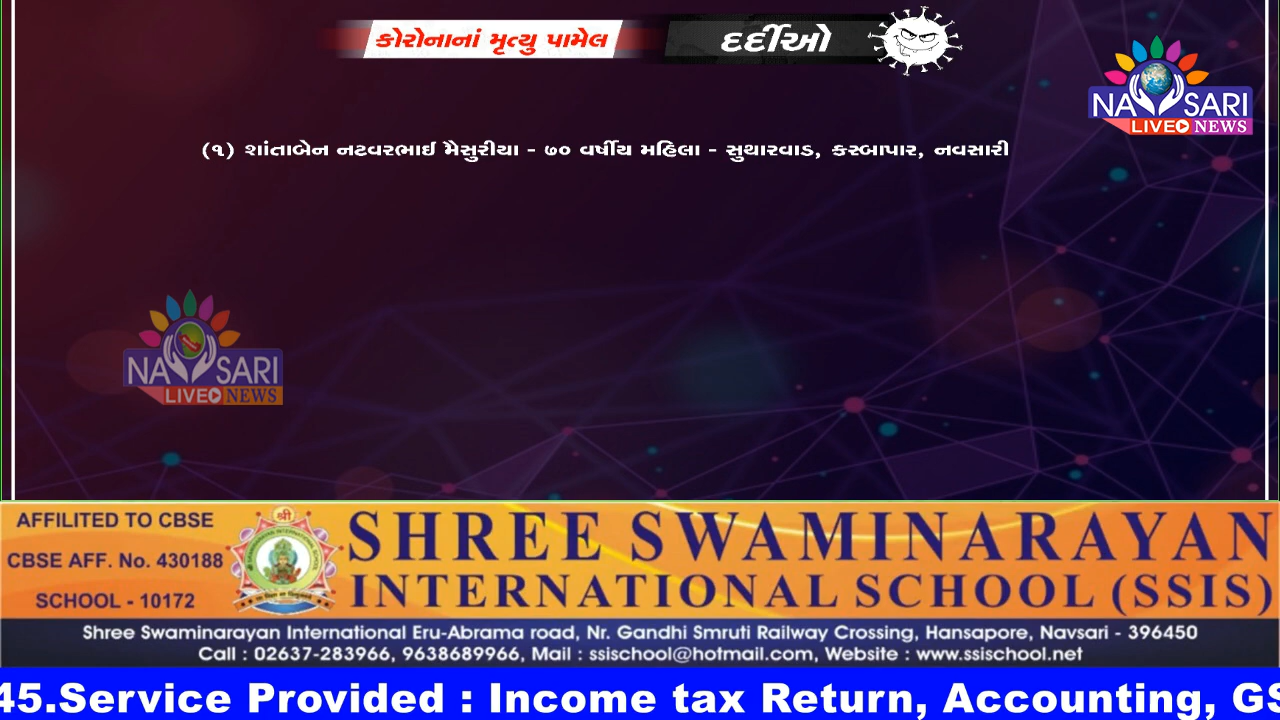 કોરોનાનાં મૃત્યુ પામેલ દર્દીઓ
NAVSARI
LIVE NEWS
(૧) શાંતાબેન નટવરભાઈ મૈસુરીયા - ૭૦ વર્ષીય મહિલા - સુથારવાડ, કસ્બાપાર, નવસારી
NAVSARI
LIVE NEWS
AFFILITED TO CBSE
CBSE AFF. No. 430188
SCHOOL - 10172
श्री
SHREE SWAMINARAYAN
INTERNATIONAL SCHOOL (SSIS)
Shree Swaminarayan International Eru-Abrama road, Nr. Gandhi Smruti Railway Crossing, Hansapore, Navsari - 396450
Call : 02637-283966, 9638689966, Mail : ssischool@hotmail.com, Website : www.ssischool.net
45.Service Provided : Income tax Return, Accounting, GS